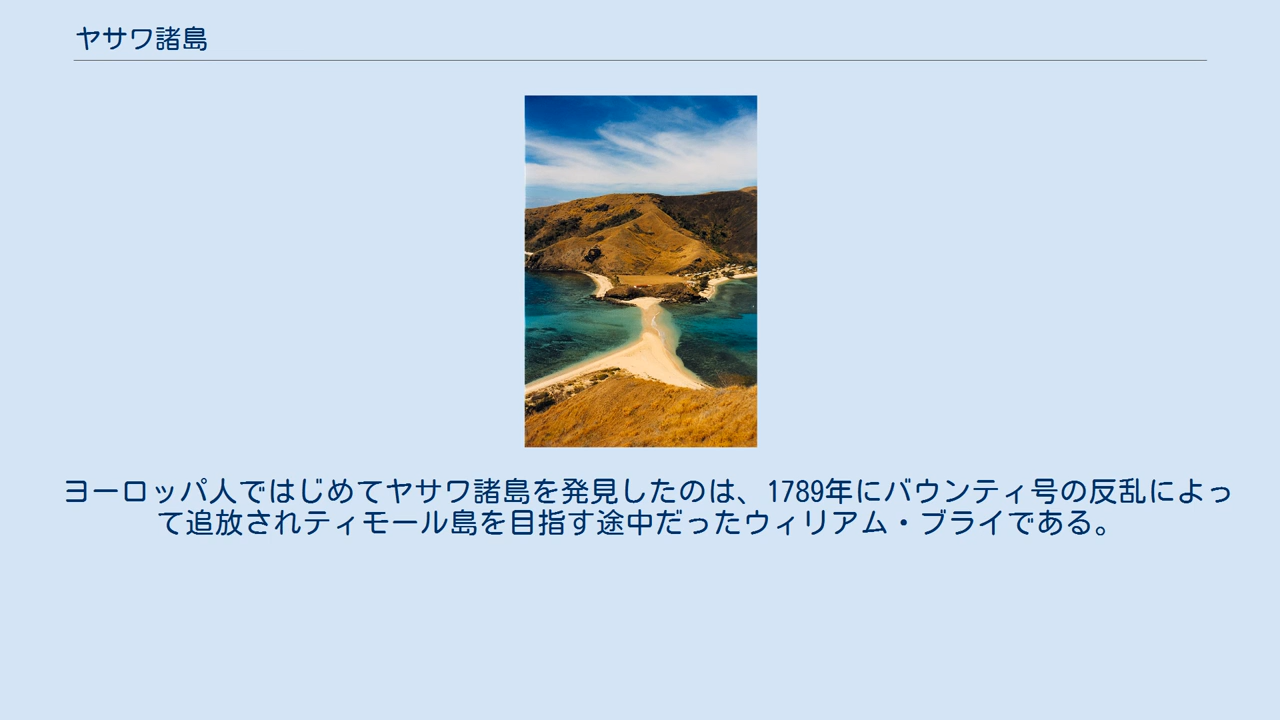 ヤサワ諸島
ヨーロッパ人ではじめてヤサワ諸島を発見したのは、1789年にバウンティ号の反乱によっ
て追放されティモール島を目指す途中だったウィリアム・ブライである。